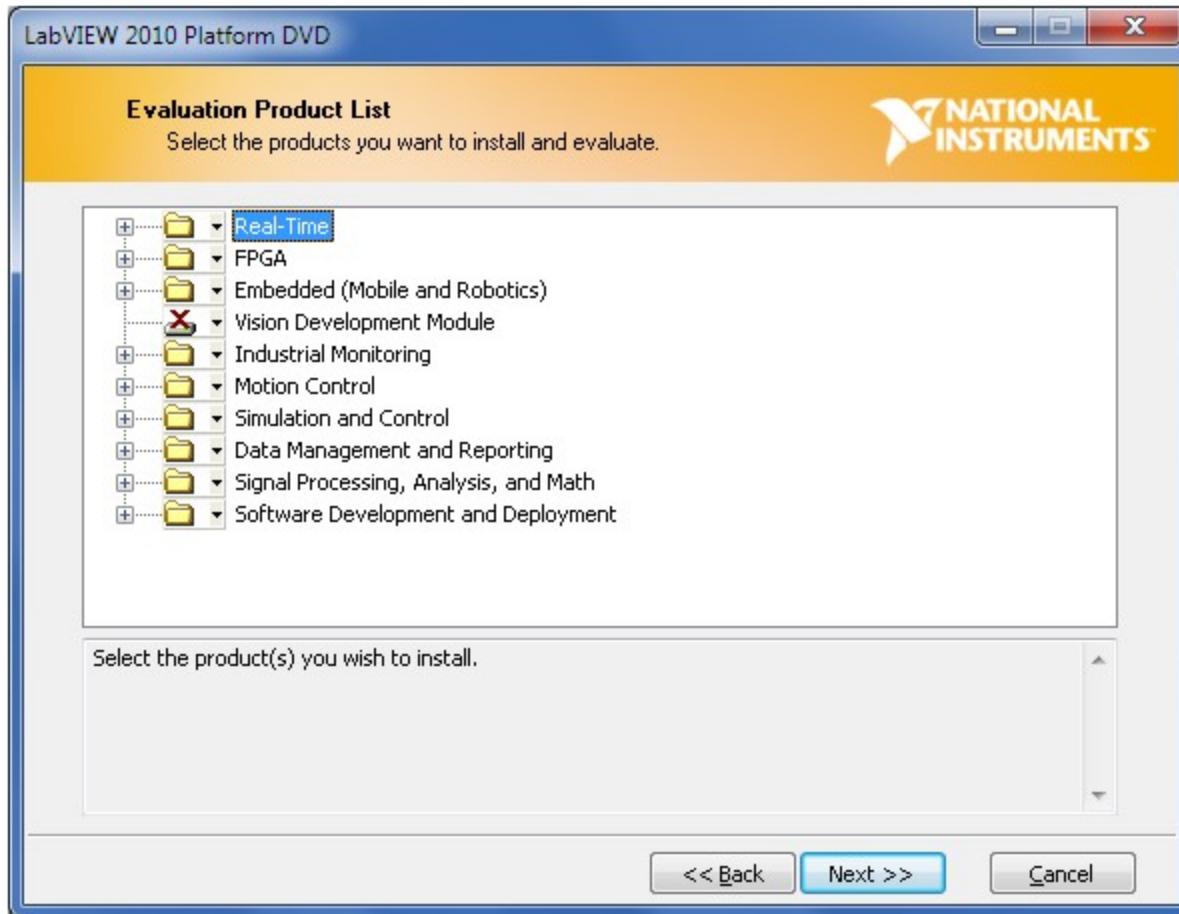 LabVIEW 2010 Platform DVD
Evaluation Product List
Select the products you want to install and evaluate.
NATIONAL
INSTRUMENTS
Real-Time
FPGA
Embedded (Mobile and Robotics)
Vision Development Module
Industrial Monitoring
Motion Control
Simulation and Control
Data Management and Reporting
Signal Processing, Analysis, and Math
Software Development and Deployment
Select the product(s) you wish to install.
<< Back
Next >>
Cancel